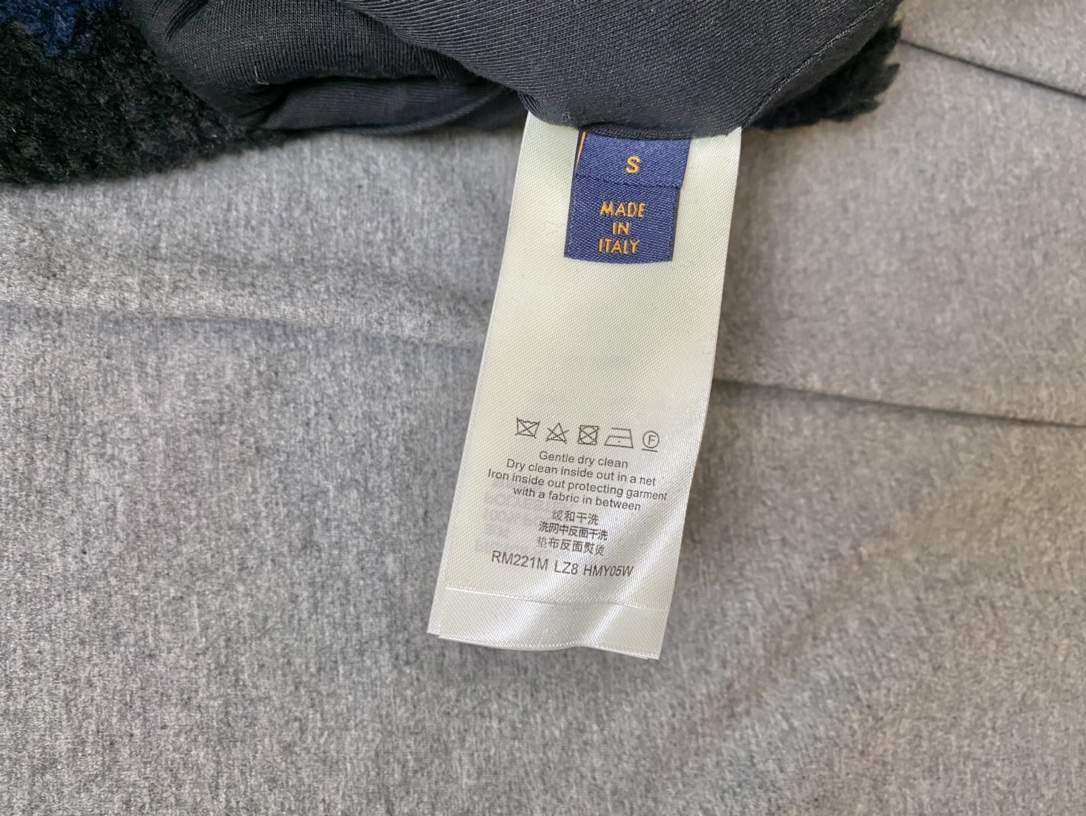 S
MADE
IN
ITALY
F
Gentle dry clean
Dry clean inside out in a net
Iron inside out protecting garment
with a fabric in between
缓和干洗
洗网中反面干洗
垫布反面熨烫
RM221M LZ8 HMY05W